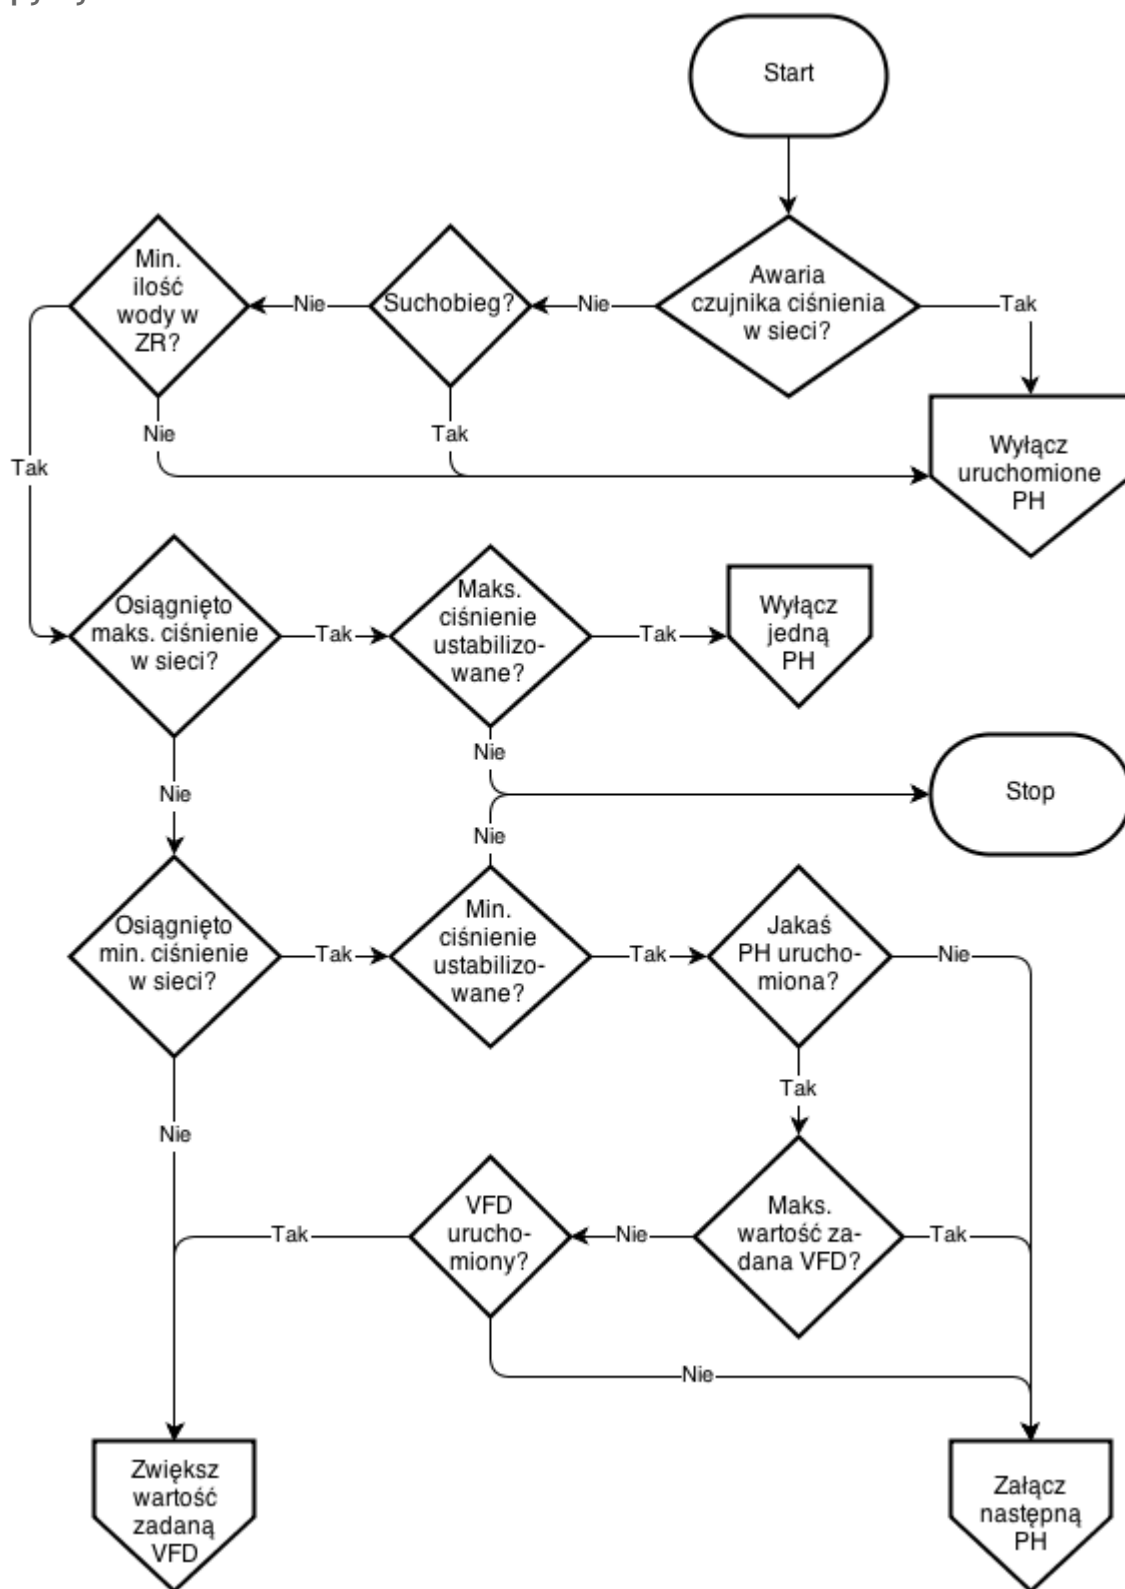 Start
Awaria
czujnika ciśnienia
w sieci?
Nie
Tak
Suchobieg?
Nie
Tak
Min.
ilość
wody w
ZR?
Nie
Tak
Wyłącz
uruchomione
PH
Osiągnięto
maks. ciśnienie
w sieci?
Tak
Nie
Maks.
ciśnienie
ustabilizo-
wane?
Tak
Nie
Wyłącz
jedną
PH
Stop
Osiągnięto
min. ciśnienie
w sieci?
Tak
Nie
Min.
ciśnienie
ustabilizo-
wane?
Nie
Tak
Jakaś
PH urucho-
miona?
Nie
Tak
Maks.
wartość za-
dana VFD?
Tak
Nie
VFD
urucho-
miony?
Tak
Nie
Zwiększ
wartość
zadaną
VFD
Załącz
następną
PH